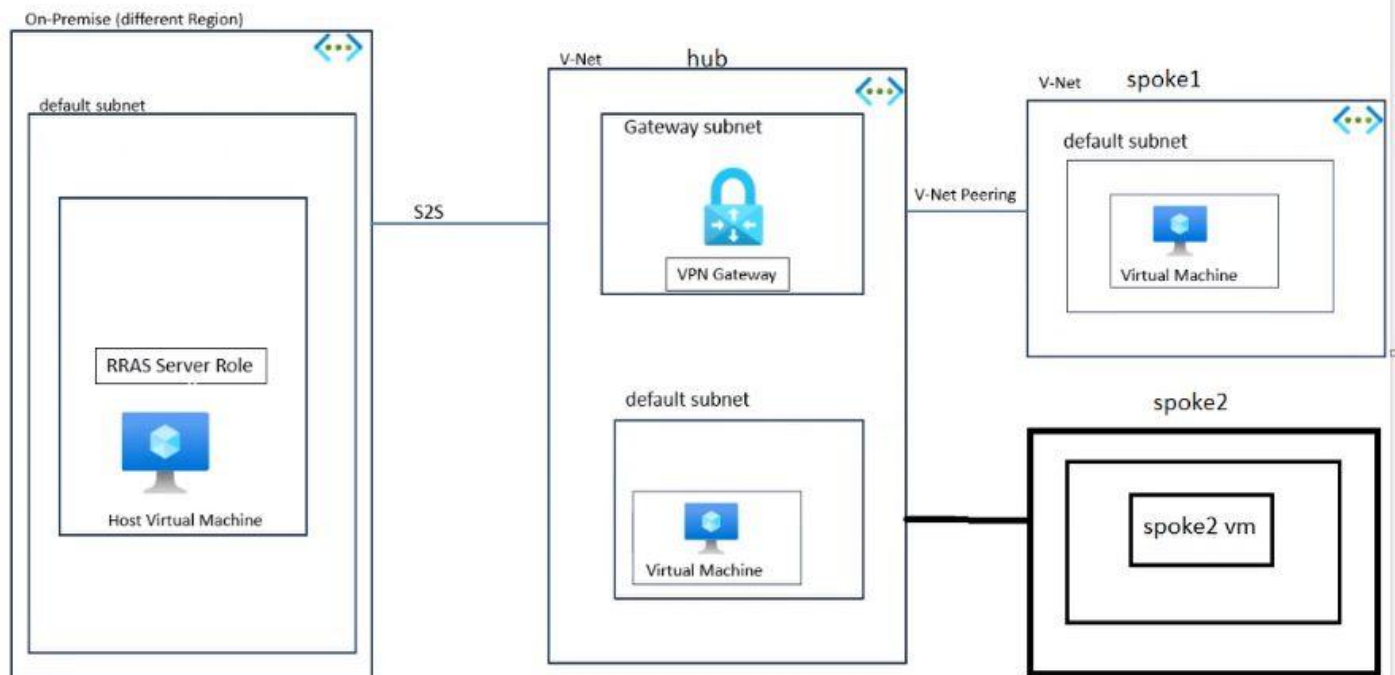 On-Premise (different Region)
default subnet
RRAS Server Role
Host Virtual Machine
S2S
V-Net
hub
Gateway subnet
VPN Gateway
default subnet
Virtual Machine
V-Net Peering
V-Net
spoke1
default subnet
Virtual Machine
spoke2
spoke2 vm